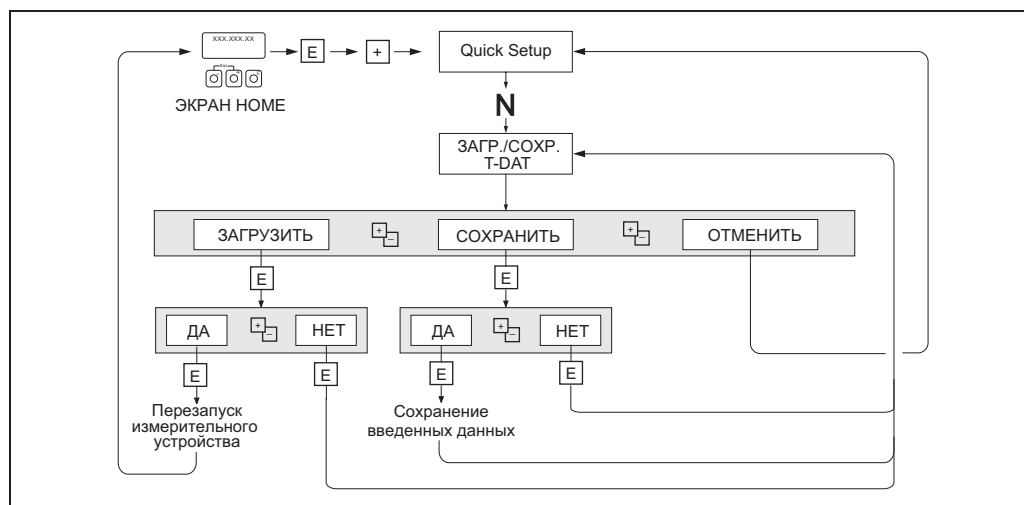 XXX.XXX.XX
Esc
E
+
Quick Setup
- + E
ЭКРАН HOME
N
ЗАГР./СОХР.
T-DAT
ЗАГРУЗИТЬ
+ –
СОХРАНИТЬ
+ –
ОТМЕНИТЬ
E
E
ДА
+ –
НЕТ
ДА
+ –
НЕТ
E
E
E
E
Перезапуск
измерительного
устройства
Сохранение
введенных данных